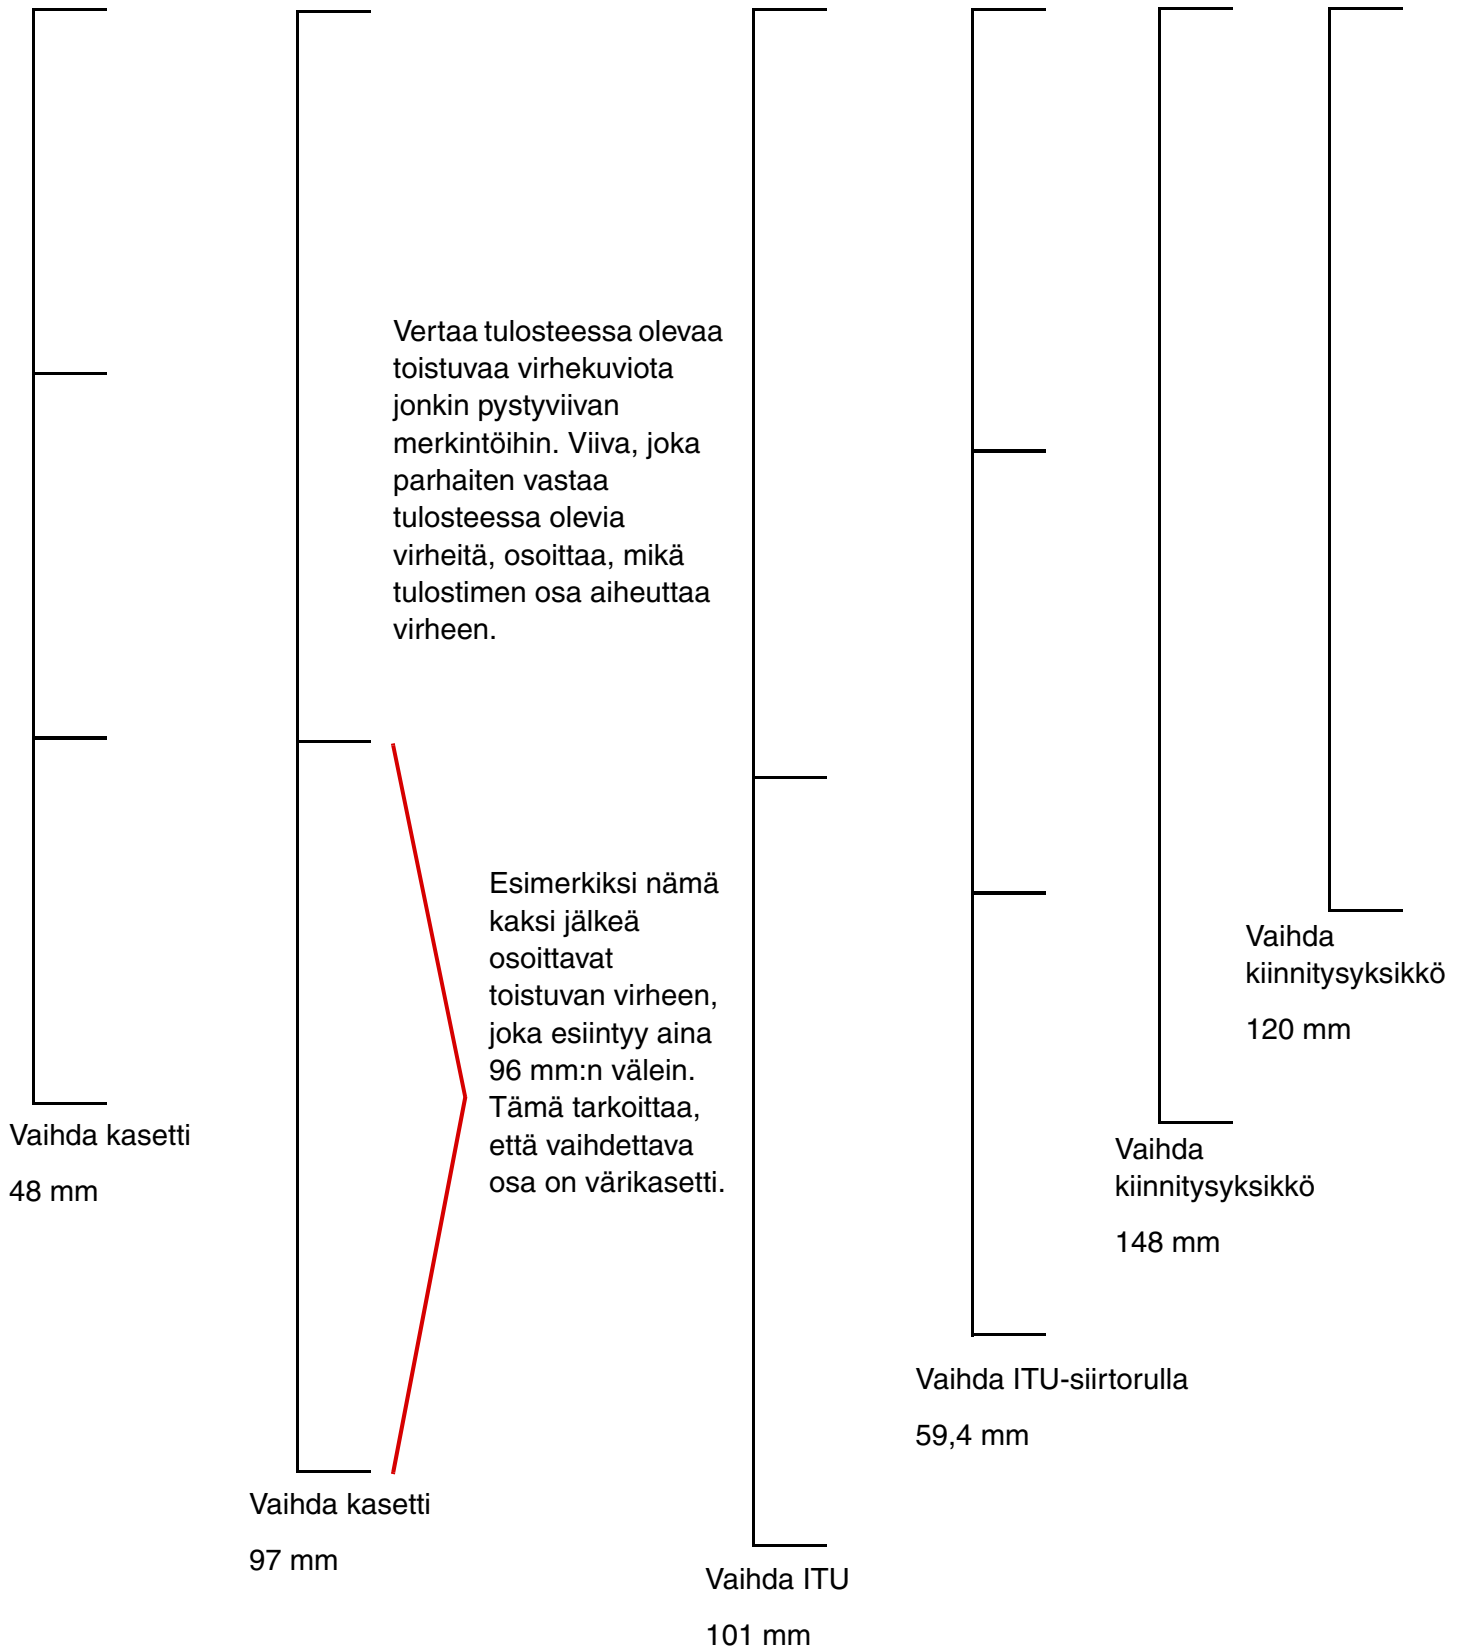 Vertaa tulosteessa olevaa
toistuvaa virhekuviota
jonkin pystyviivan
merkintöihin. Viiva, joka
parhaiten vastaa
tulosteessa olevia
virheitä, osoittaa, mikä
tulostimen osa aiheuttaa
virheen.
Esimerkiksi nämä
kaksi jälkeä
osoittavat
toistuvan virheen,
joka esiintyy aina
96 mm:n välein.
Tämä tarkoittaa,
että vaihdettava
osa on värikasetti.
Vaihda kasetti
48 mm
Vaihda kasetti
97 mm
Vaihda ITU
101 mm
Vaihda ITU-siirtorulla
59,4 mm
Vaihda
kiinnitysyksikkö
148 mm
Vaihda
kiinnitysyksikkö
120 mm